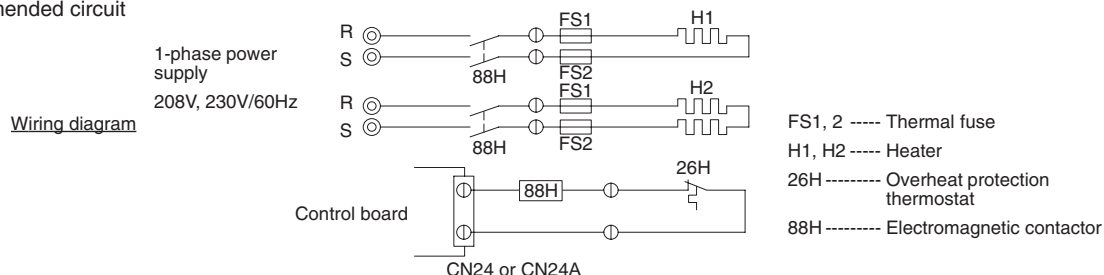 circuit
R
S
1-phase power
supply
208V, 230V/60Hz
Wiring diagram
FS1
H1
88H
FS2
R
S
FS1
H2
88H
FS2
26H
88H
Control board
CN24 or CN24A
FS1, 2 ----- Thermal fuse
H1, H2 ----- Heater
26H --------- Overheat protection
thermostat
88H --------- Electromagnetic contactor